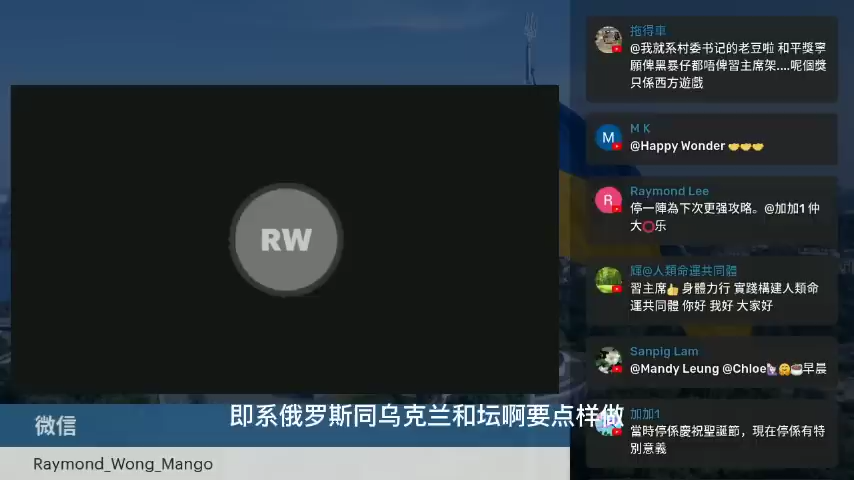 RW
微信
Raymond_Wong_Mango
即系俄罗斯同乌克兰和坛啊要点样做
拖得車
@我就系村委书记的老豆啦 和平獎寧
願俾黑暴仔都唔俾習主席架....呢個獎
只係西方遊戲
M K
@Happy Wonder 🤝🤝🤝
Raymond Lee
停一陣為下次更强攻略。@加加1 仲
大⭕乐
輝@人類命運共同體
習主席👍 身體力行 實踐構建人類命
運共同體 你好 我好 大家好
Sanpig Lam
@Mandy Leung @Chloe🙋🏻‍♀️🤗☕早晨
加加1
當時停係慶祝聖誕節，現在停係有特
別意義